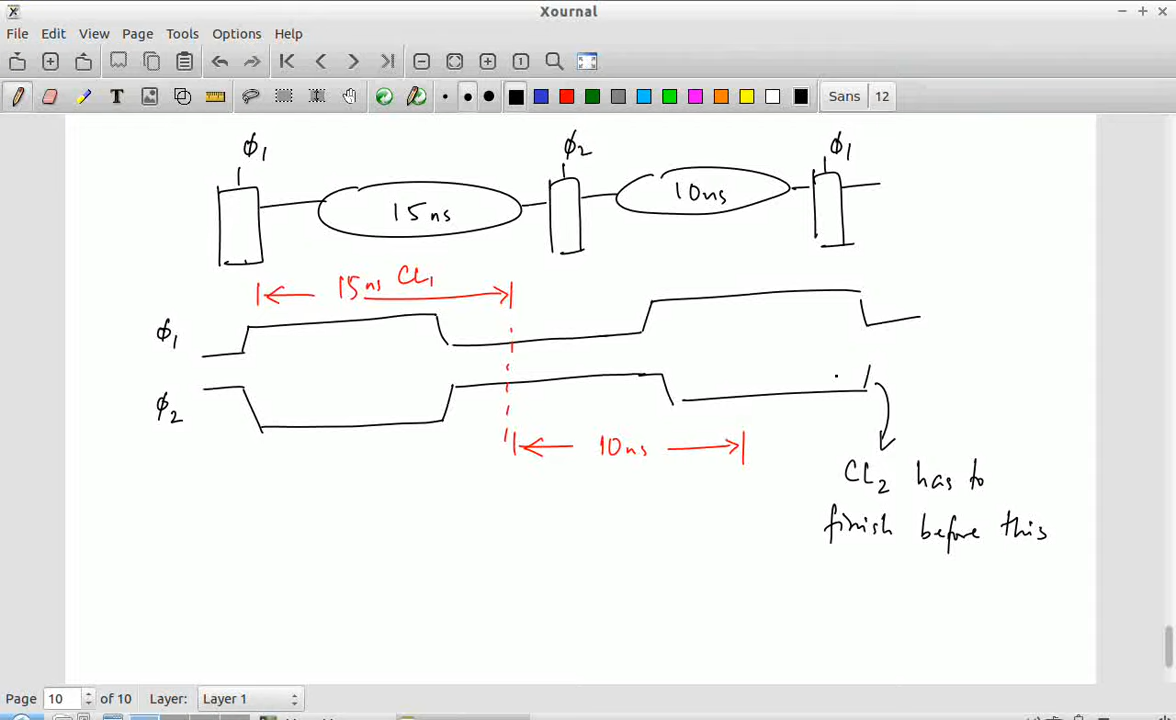 Xournal
File Edit View Page Tools Options Help
Sans 12
ϕ1 ϕ2 ϕ1
15ns 10ns
15ns CL1
ϕ1
ϕ2
10ns
CL2 has to
finish before this
Page 10 of 10 Layer: Layer 1